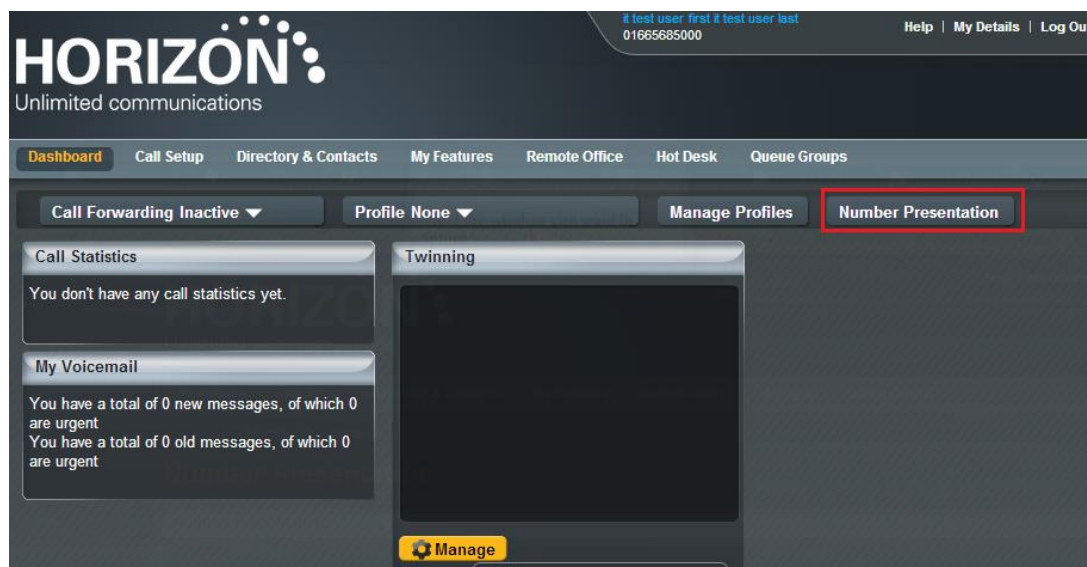 HORIZON
Unlimited communications
it test user first it test user last
01665685000
Help | My Details | Log Ou
Dashboard Call Setup Directory & Contacts My Features Remote Office Hot Desk Queue Groups
Call Forwarding Inactive Profile None Manage Profiles Number Presentation
Call Statistics
You don't have any call statistics yet.
My Voicemail
You have a total of 0 new messages, of which 0
are urgent
You have a total of 0 old messages, of which 0
are urgent
Twinning
Manage